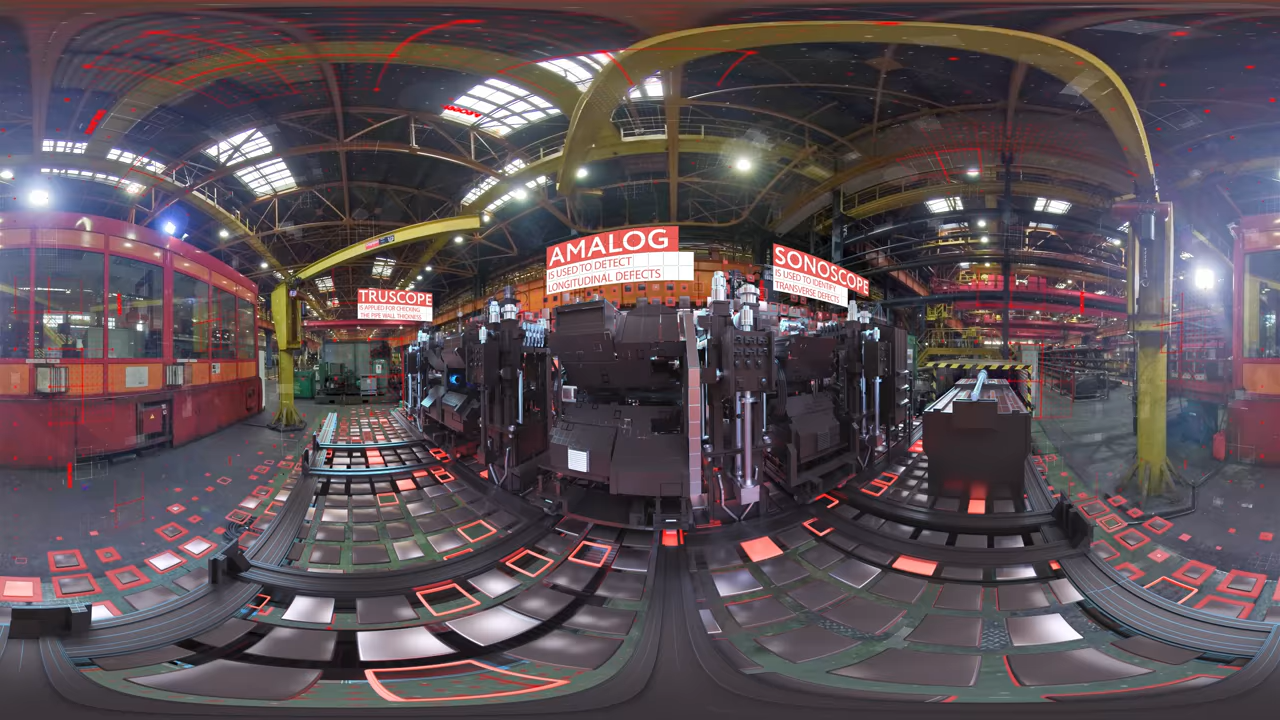 AMALOG
IS USED TO DETECT
LONGITUDINAL DEFECTS
SONOSCOPE
IS USED TO IDENTIFY
TRANSVERSE DEFECTS
TRUSCOPE
IS APPLIED FOR CHECKING
THE PIPE WALL THICKNESS